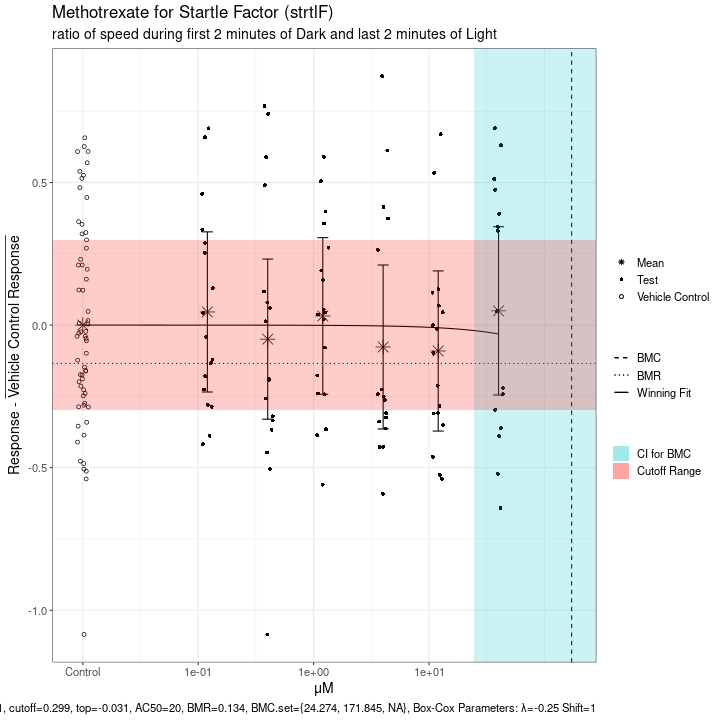 Methotrexate for Startle Factor (strtlF)
ratio of speed during first 2 minutes of Dark and last 2 minutes of Light
Response - Vehicle Control Response
0.5
0.0
-0.5
-1.0
Control
1e-01
1e+00
1e+01
μM
Mean
Test
Vehicle Control
BMC
BMR
Winning Fit
CI for BMC
Cutoff Range
cutoff=0.299, top=-0.031, AC50=20, BMR=0.134, BMC.set={24.274, 171.845, NA}, Box-Cox Parameters: λ=-0.25 Shift=1